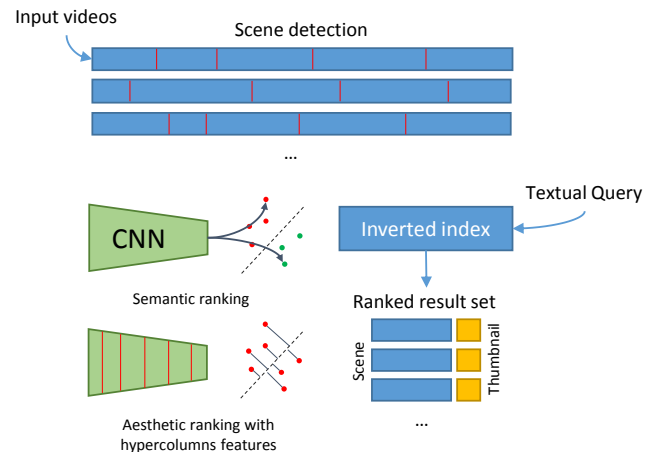 Input videos
Scene detection
...
CNN
Semantic ranking
Textual Query
Inverted index
Ranked result set
Scene
Thumbnail
...
Aesthetic ranking with
hypercolumns features